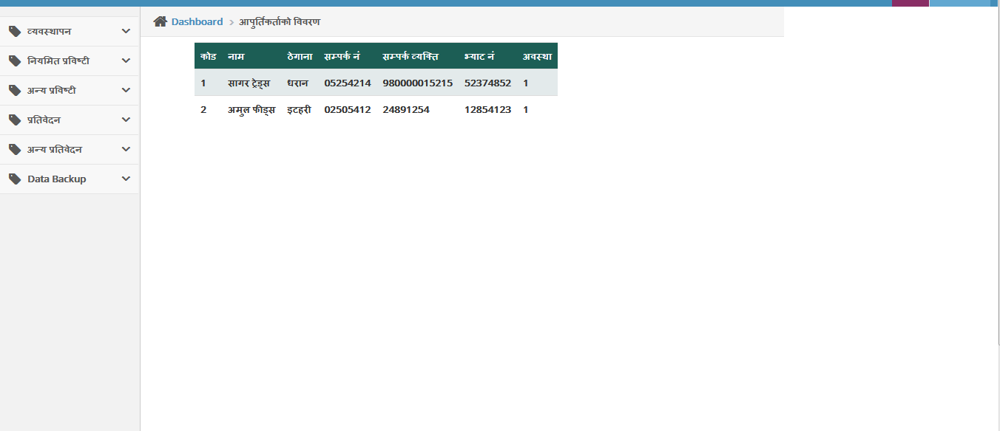 Dashboard > आपुर्तिकर्ताको विवरण
व्यवस्थापन
नियमित प्रविष्टी
अन्य प्रविष्टी
प्रतिवेदन
अन्य प्रतिवेदन
Data Backup
कोड नाम ठेगाना सम्पर्क नं सम्पर्क व्यक्ति भ्याट नं अवस्था
1 सागर ट्रेड्स धरान 05254214 980000015215 52374852 1
2 अमुल फीड्स इटहरी 02505412 24891254 12854123 1